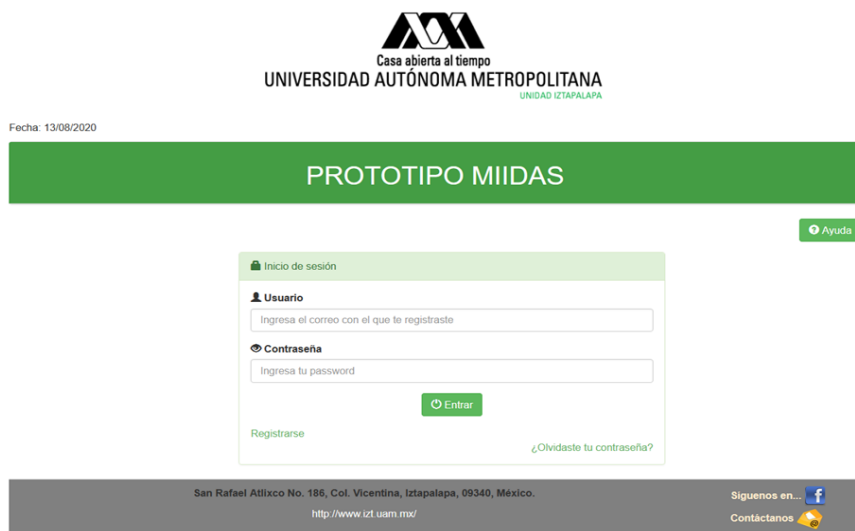 Casa abierta al tiempo
UNIVERSIDAD AUTÓNOMA METROPOLITANA
UNIDAD IZTAPALAPA
Fecha: 13/08/2020
PROTOTIPO MIIDAS
Ayuda
Inicio de sesión
Usuario
Ingresa el correo con el que te registraste
Contraseña
Ingresa tu password
Entrar
Registrarse
¿Olvidaste tu contraseña?
San Rafael Atlixco No. 186, Col. Vicentina, Iztapalapa, 09340, México.
http://www.izt.uam.mx/
Siguenos en...
Contáctanos